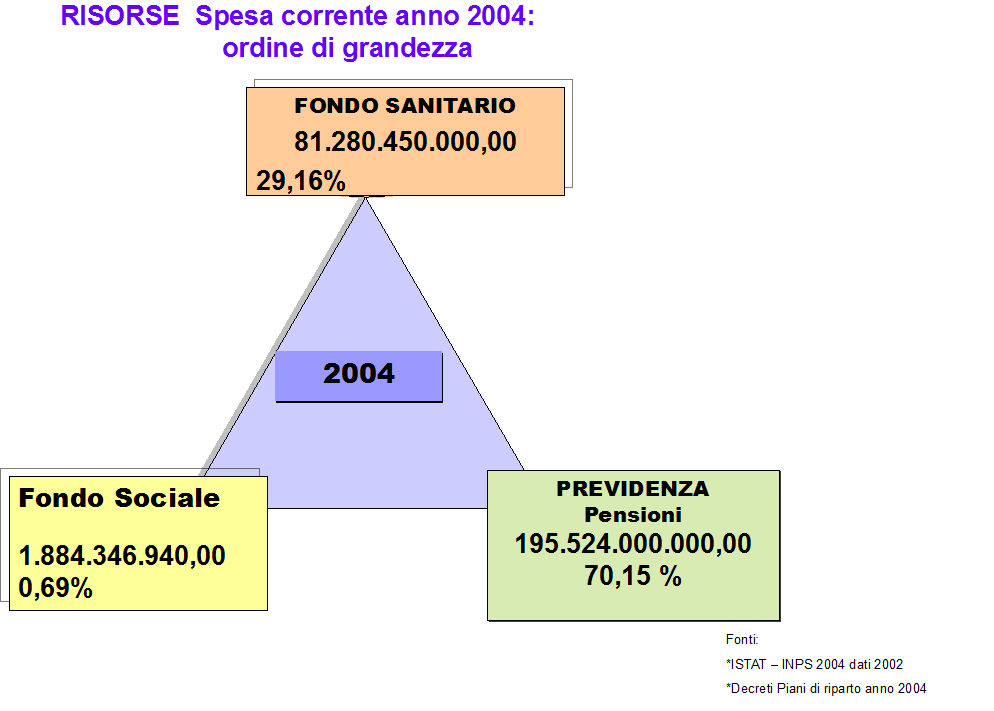 RISORSE  Spesa corrente anno 2004:
ordine di grandezza
FONDO SANITARIO
81.280.450.000,00
29,16%
2004
Fondo Sociale
1.884.346.940,00
0,69%
PREVIDENZA
Pensioni
195.524.000.000,00
70,15 %
Fonti:
*ISTAT – INPS 2004 dati 2002
*Decreti Piani di riparto anno 2004